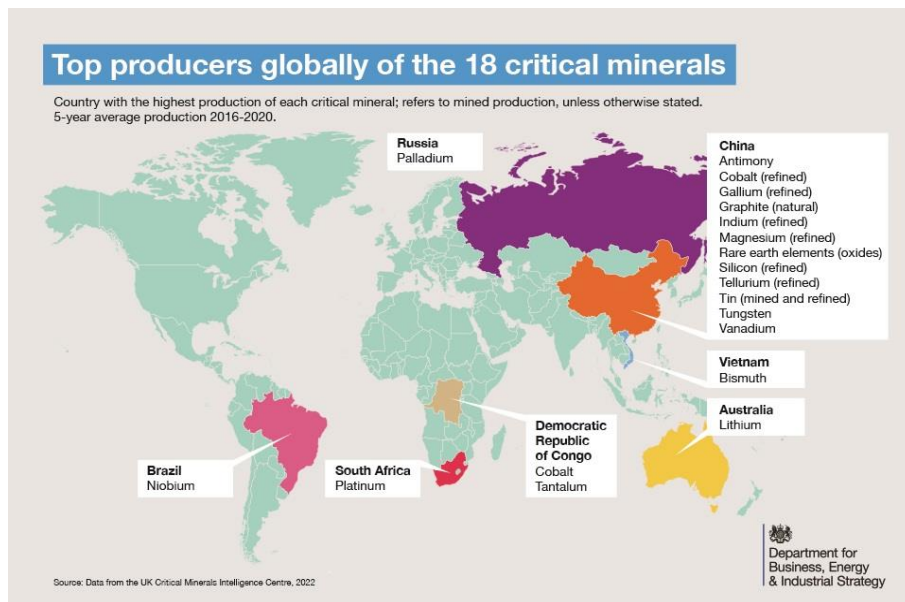 Top producers globally of the 18 critical minerals
Country with the highest production of each critical mineral; refers to mined production, unless otherwise stated.
5-year average production 2016-2020.
Russia
Palladium
China
Antimony
Cobalt (refined)
Gallium (refined)
Graphite (natural)
Indium (refined)
Magnesium (refined)
Rare earth elements (oxides)
Silicon (refined)
Tellurium (refined)
Tin (mined and refined)
Tungsten
Vanadium
Vietnam
Bismuth
Australia
Lithium
Democratic
Republic
of Congo
Cobalt
Tantalum
South Africa
Platinum
Brazil
Niobium
Source: Data from the UK Critical Minerals Intelligence Centre, 2022
Department for
Business, Energy
& Industrial Strategy